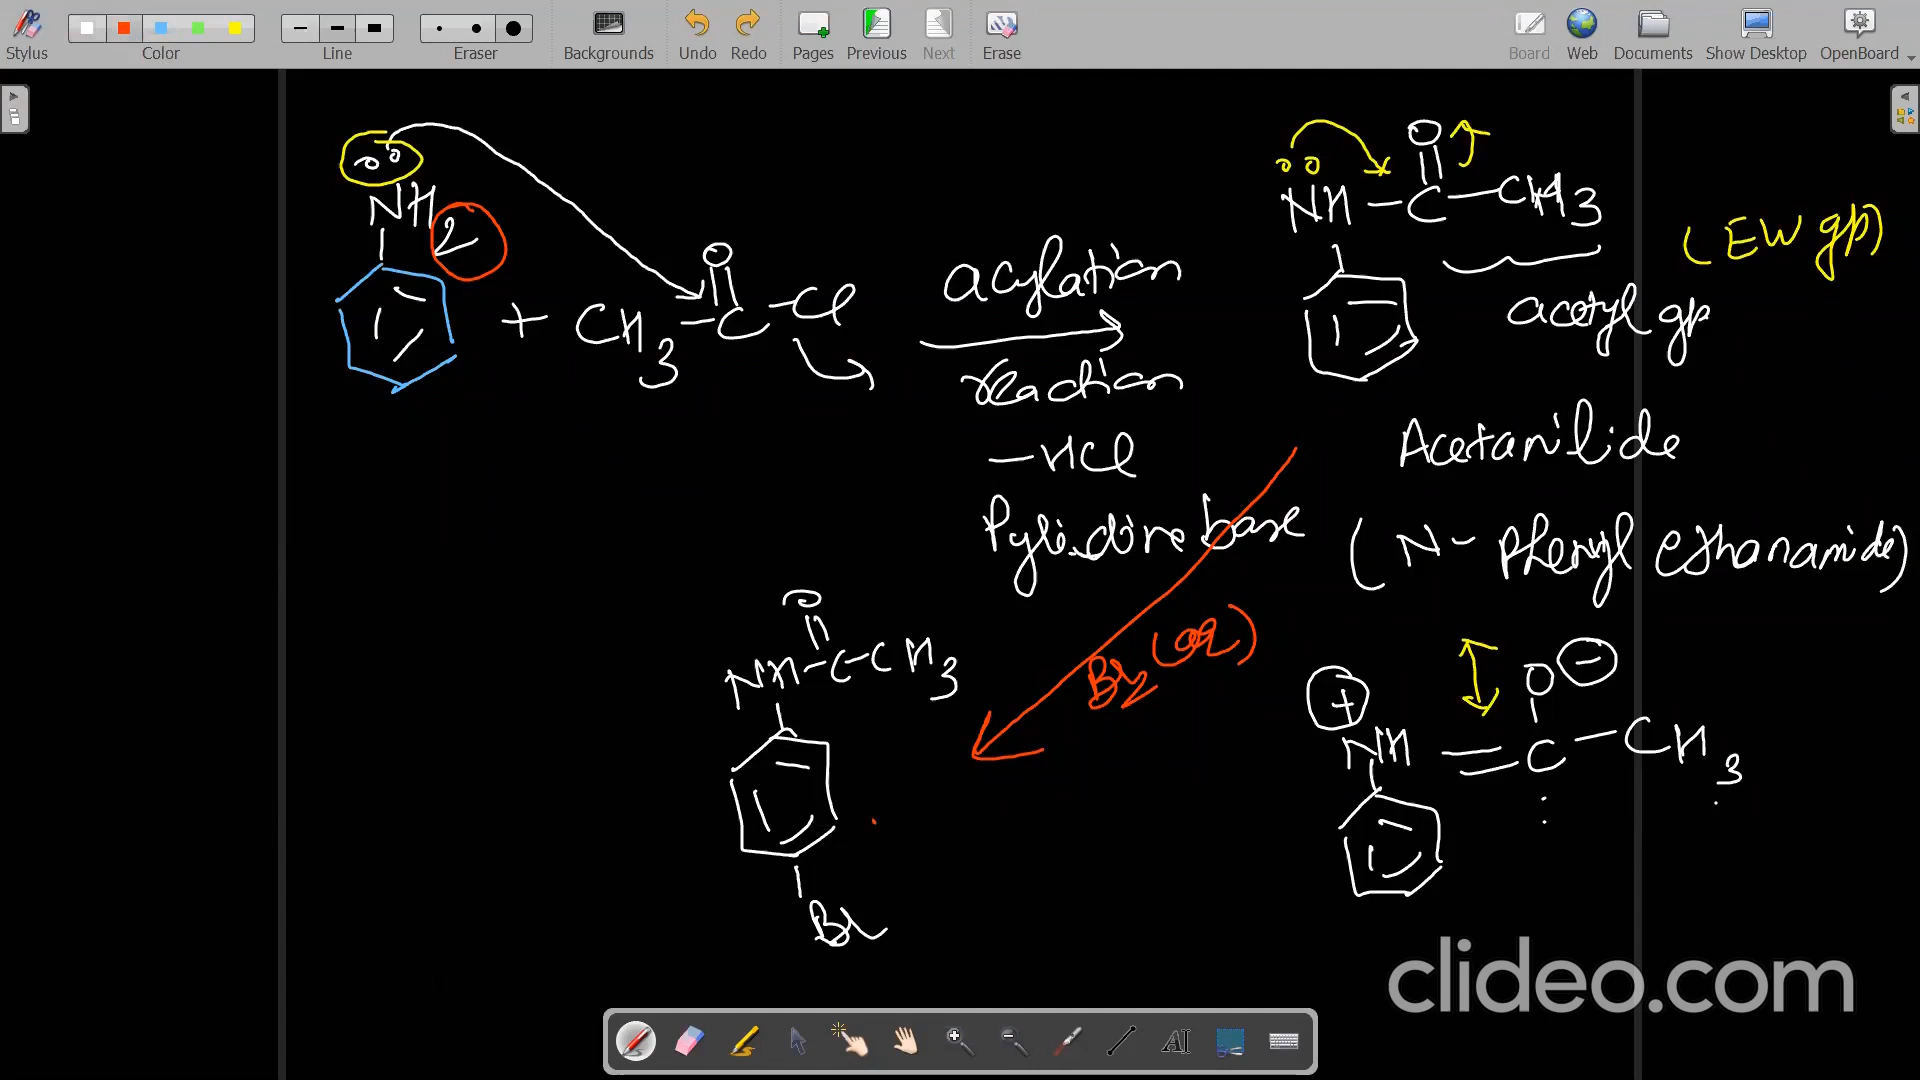 Stylus Color Line Eraser Backgrounds Undo Redo Pages Previous Next Erase Board Web Documents Show Desktop OpenBoard
NH2
+ CH3-C-Cl
O
acylation
reaction
-HCl
Pyridine base
O
NH-C-CH3
(EW gp)
acetyl gp
Acetanilide
(N-Phenyl ethanamide)
Br2(aq)
O
NH-C-CH3
Br
+
O -
NH=C-CH3
clideo.com